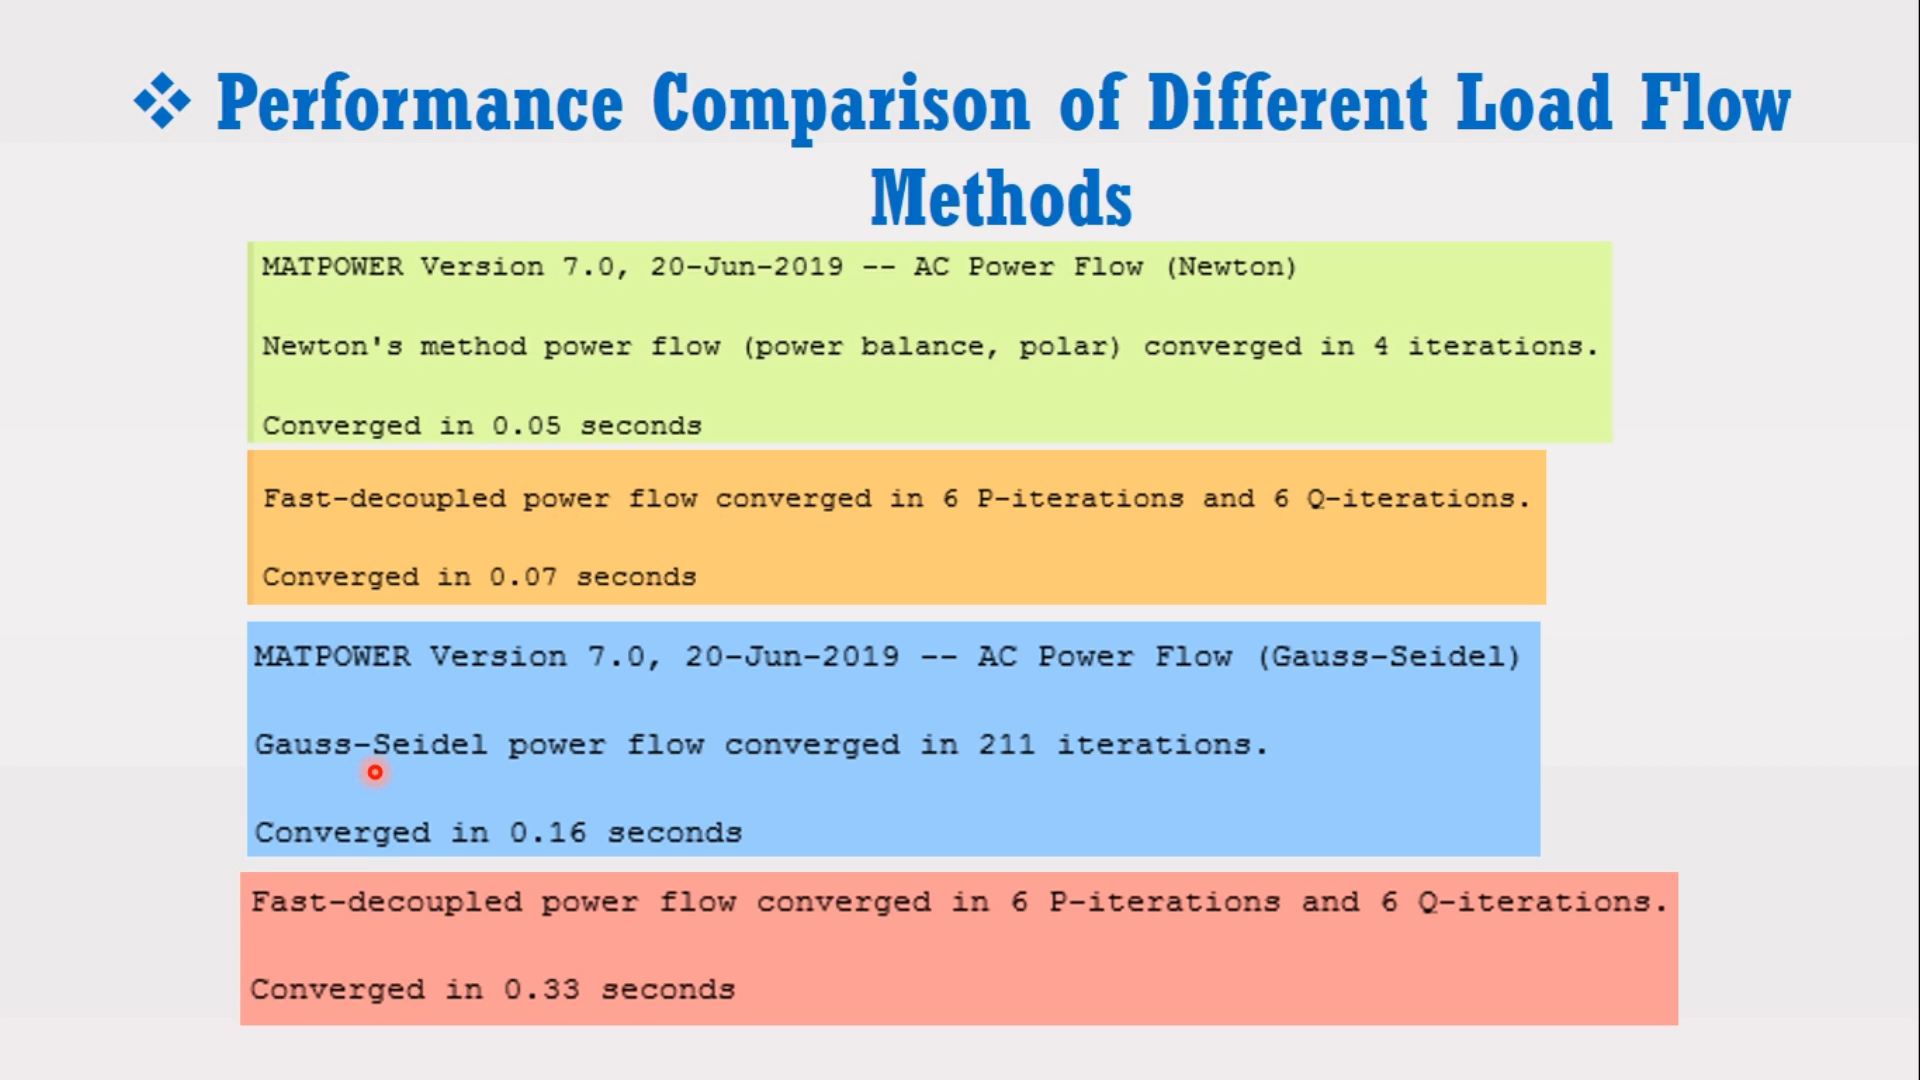 Performance Comparison of Different Load Flow
Methods
MATPOWER Version 7.0, 20-Jun-2019 -- AC Power Flow (Newton)
Newton's method power flow (power balance, polar) converged in 4 iterations.
Converged in 0.05 seconds
Fast-decoupled power flow converged in 6 P-iterations and 6 Q-iterations.
Converged in 0.07 seconds
MATPOWER Version 7.0, 20-Jun-2019 -- AC Power Flow (Gauss-Seidel)
Gauss-Seidel power flow converged in 211 iterations.
Converged in 0.16 seconds
Fast-decoupled power flow converged in 6 P-iterations and 6 Q-iterations.
Converged in 0.33 seconds